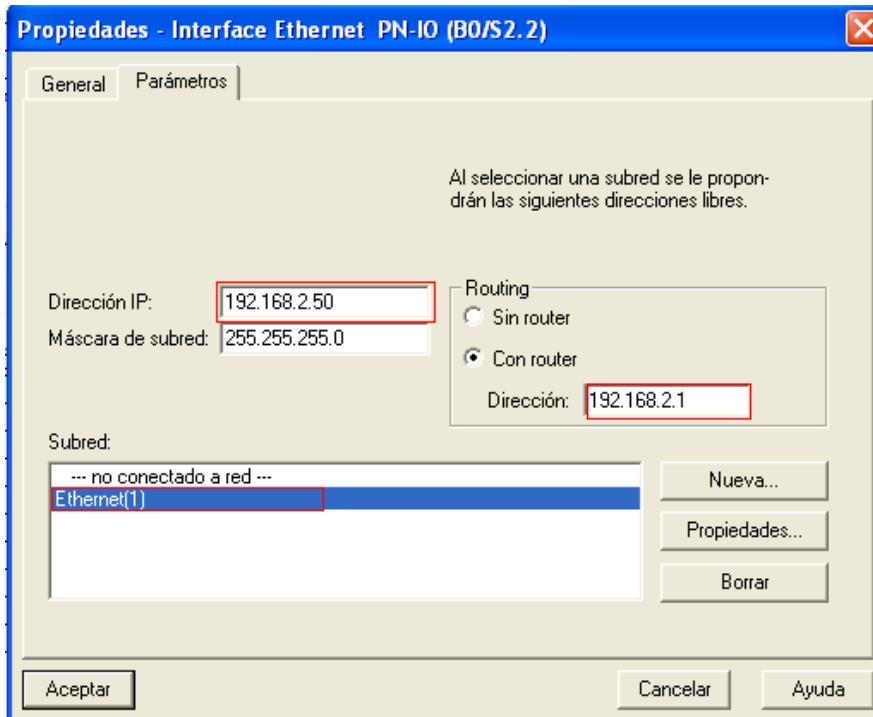 Propiedades - Interface Ethernet PN-IO (B0/S2.2)
General
Parámetros
Al seleccionar una subred se le propon-
drán las siguientes direcciones libres.
Dirección IP: 192.168.2.50
Máscara de subred: 255.255.255.0
Routing
Sin router
Con router
Dirección: 192.168.2.1
Subred:
--- no conectado a red ---
Ethernet(1)
Nueva...
Propiedades...
Borrar
Aceptar
Cancelar
Ayuda